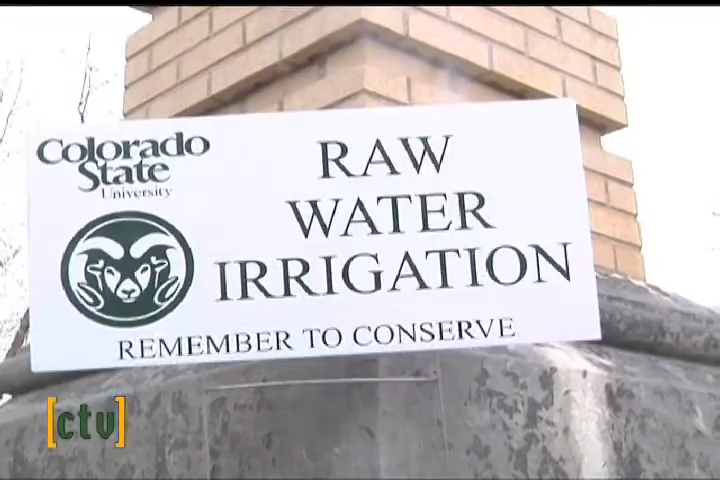 Colorado
State
University
RAW
WATER
IRRIGATION
REMEMBER TO CONSERVE
[ctv]